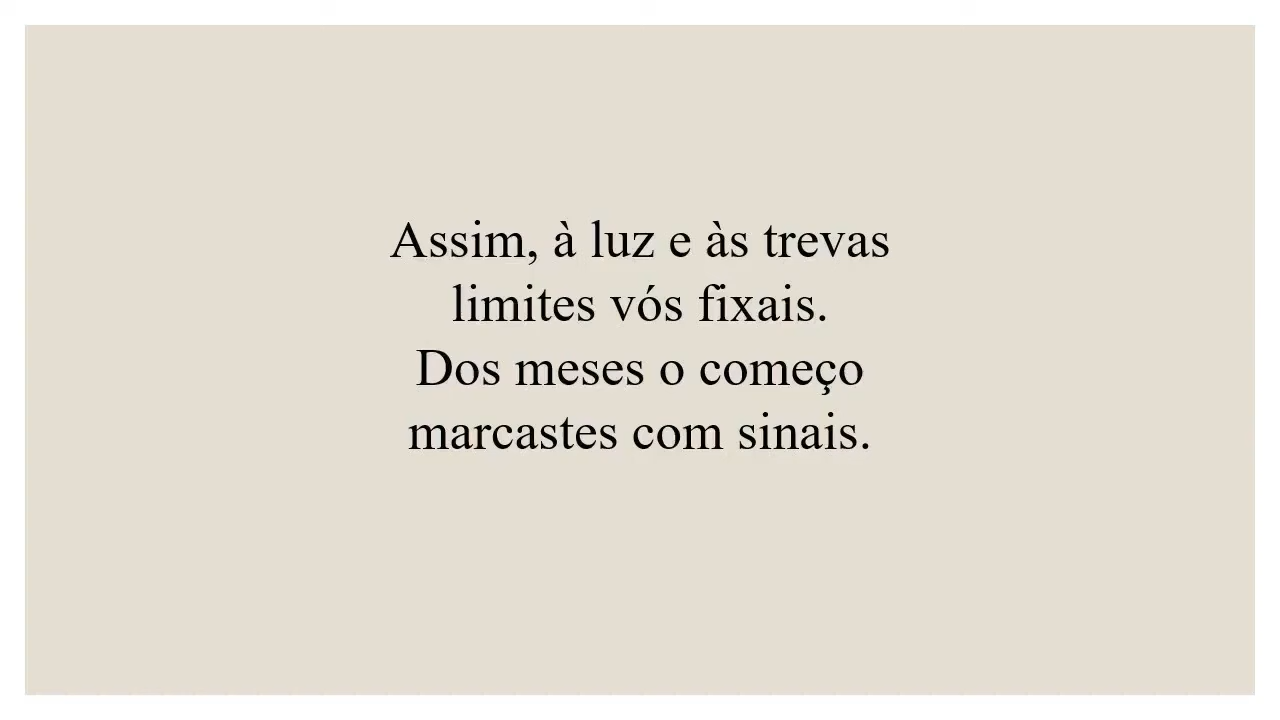 Assim, à luz e às trevas
limites vós fixais.
Dos meses o começo
marcastes com sinais.